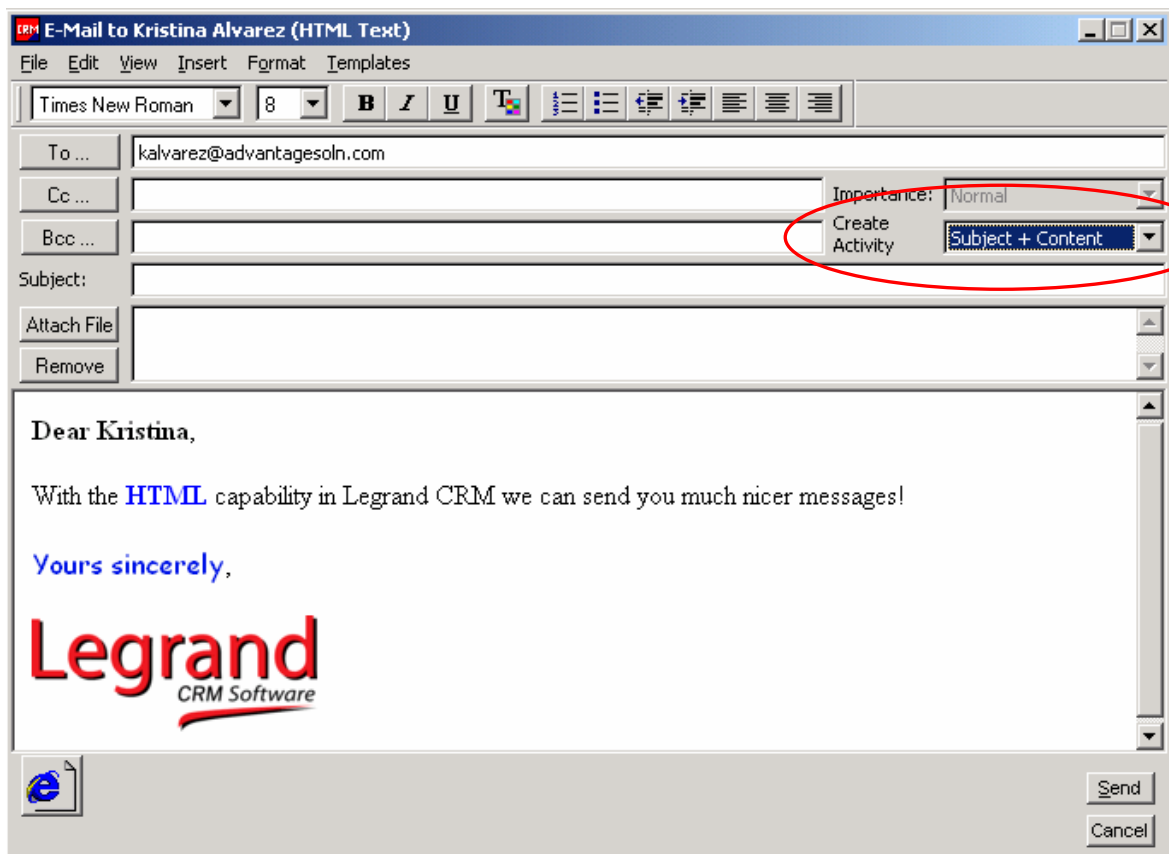 CRM E-Mail to Kristina Alvarez (HTML Text)
File Edit View Insert Format Templates
Times New Roman 8 B I U T
To ... kalvarez@advantagesoln.com
Cc ... Importance: Normal
Bcc ... Create Activity Subject + Content
Subject:
Attach File
Remove
Dear Kristina,
With the HTML capability in Legrand CRM we can send you much nicer messages!
Yours sincerely,
Legrand
CRM Software
Send
Cancel